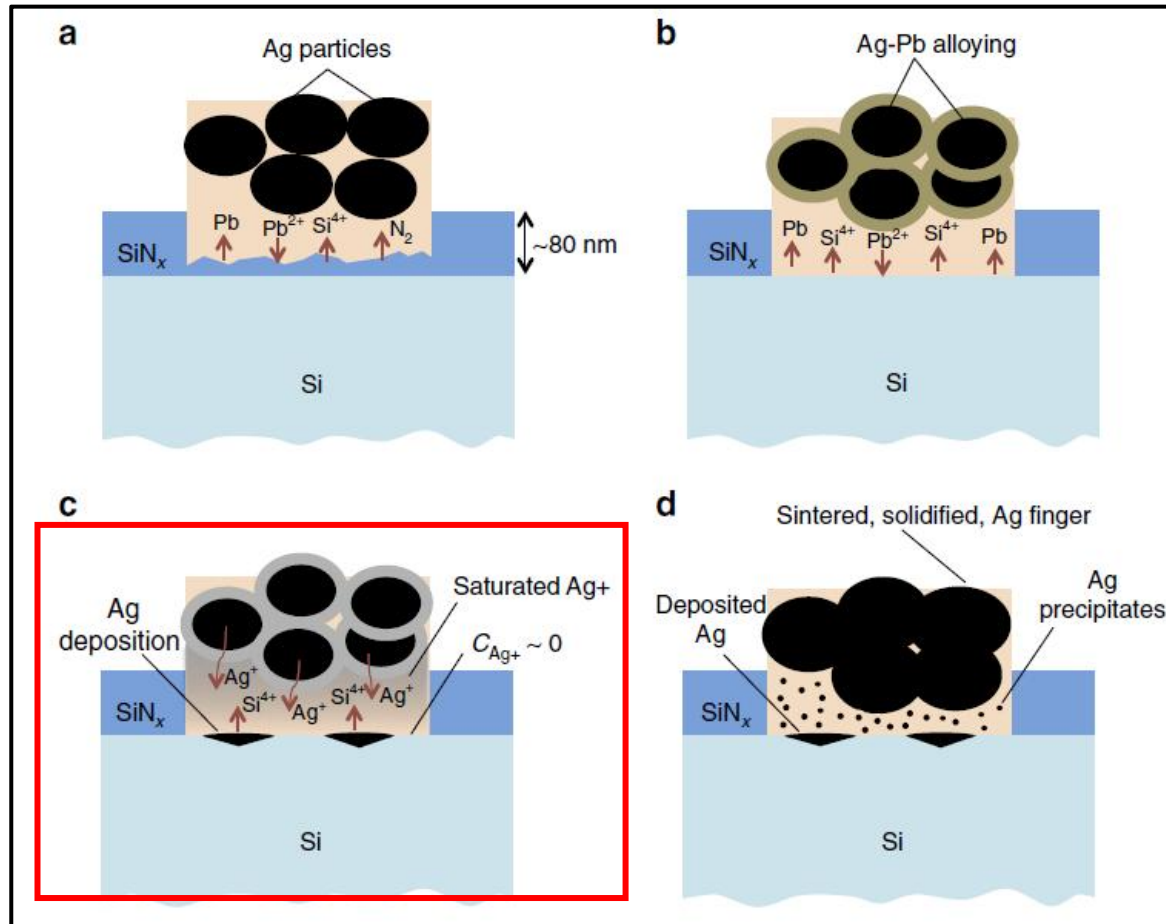 a
Ag particles
Pb Pb²⁺ Si⁴⁺ N₂
SiNₓ
~80 nm
Si
b
Ag-Pb alloying
Pb Si⁴⁺ Pb²⁺ Si⁴⁺ Pb
SiNₓ
Si
c
Ag
deposition
Saturated Ag+
C_Ag+ ~ 0
Ag⁺ Si⁴⁺ Ag⁺ Si⁴⁺ Ag⁺
SiNₓ
Si
d
Sintered, solidified, Ag finger
Deposited
Ag
Ag
precipitates
SiNₓ
Si